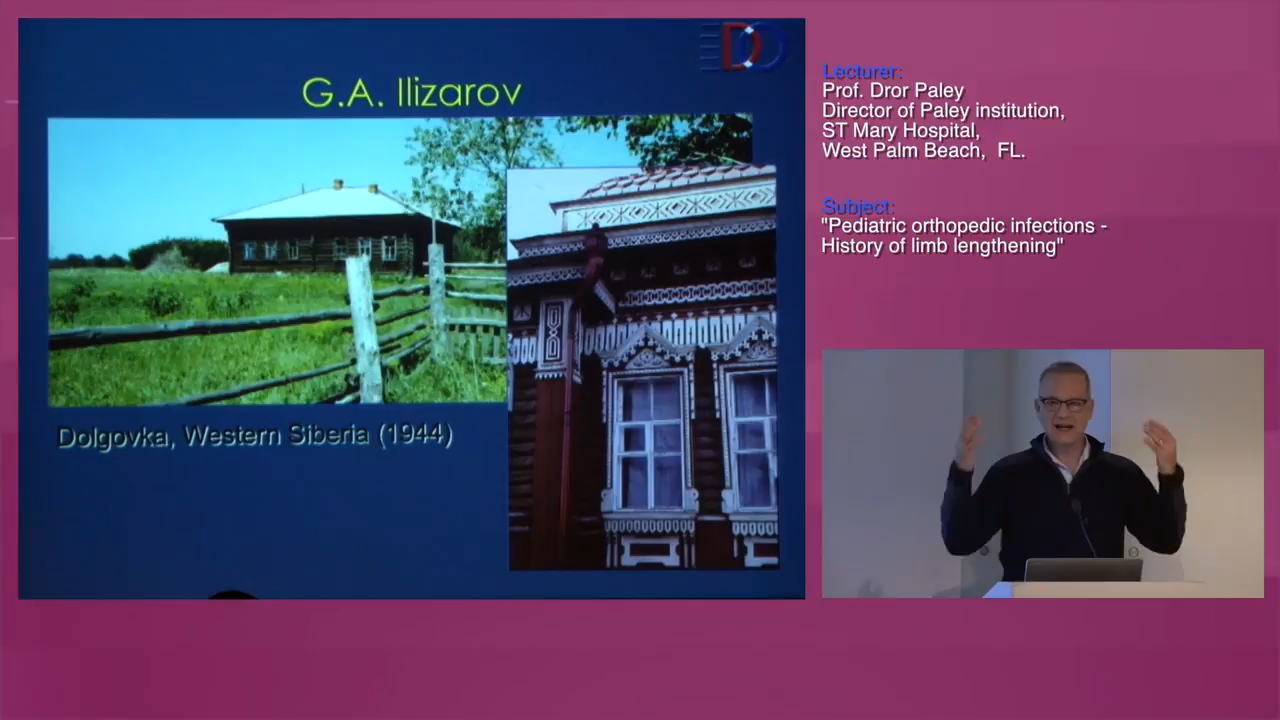 G.A. Ilizarov
Dolgovka, Western Siberia (1944)
Lecturer:
Prof. Dror Paley
Director of Paley institution,
ST Mary Hospital,
West Palm Beach, FL.
Subject:
"Pediatric orthopedic infections -
History of limb lengthening"